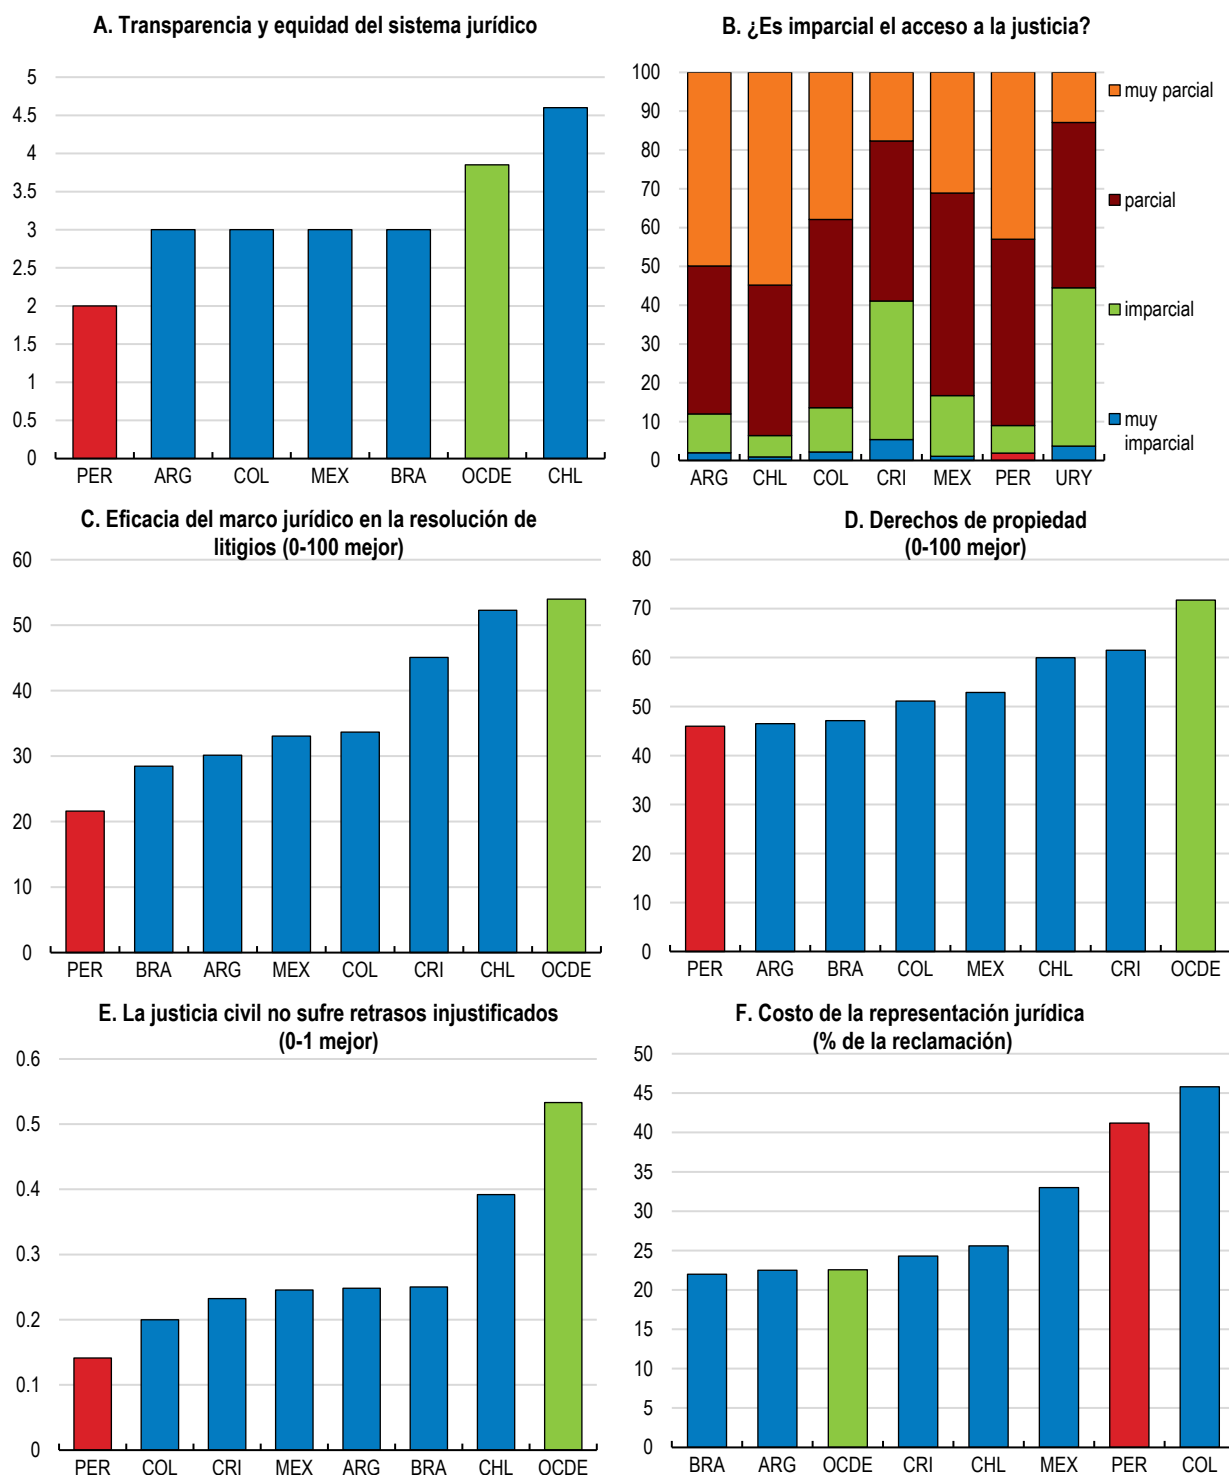 A. Transparencia y equidad del sistema jurídico
5
4.5
4
3.5
3
2.5
2
1.5
1
0.5
0
PER ARG COL MEX BRA OCDE CHL
B. ¿Es imparcial el acceso a la justicia?
100
90
80
70
60
50
40
30
20
10
0
ARG CHL COL CRI MEX PER URY
muy parcial
parcial
imparcial
muy
imparcial
C. Eficacia del marco jurídico en la resolución de
litigios (0-100 mejor)
60
50
40
30
20
10
0
PER BRA ARG MEX COL CRI CHL OCDE
D. Derechos de propiedad
(0-100 mejor)
80
70
60
50
40
30
20
10
0
PER ARG BRA COL MEX CHL CRI OCDE
E. La justicia civil no sufre retrasos injustificados
(0-1 mejor)
0.6
0.5
0.4
0.3
0.2
0.1
0
PER COL CRI MEX ARG BRA CHL OCDE
F. Costo de la representación jurídica
(% de la reclamación)
50
45
40
35
30
25
20
15
10
5
0
BRA ARG OCDE CRI CHL MEX PER COL